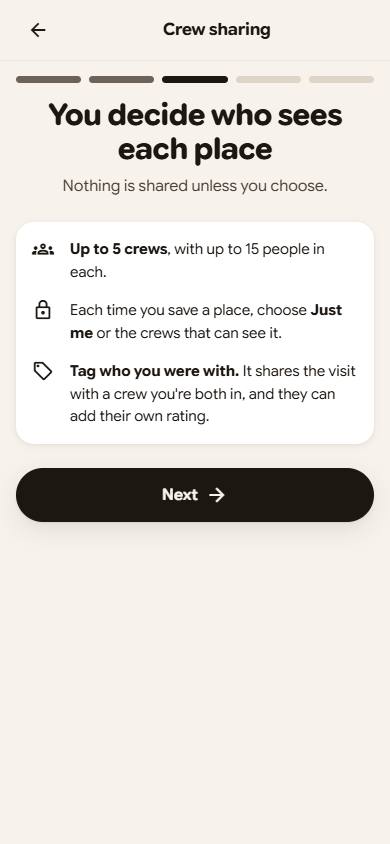 Crew sharing
You decide who sees
each place
Nothing is shared unless you choose.
Up to 5 crews, with up to 15 people in
each.
Each time you save a place, choose Just
me or the crews that can see it.
Tag who you were with. It shares the visit
with a crew you're both in, and they can
add their own rating.
Next